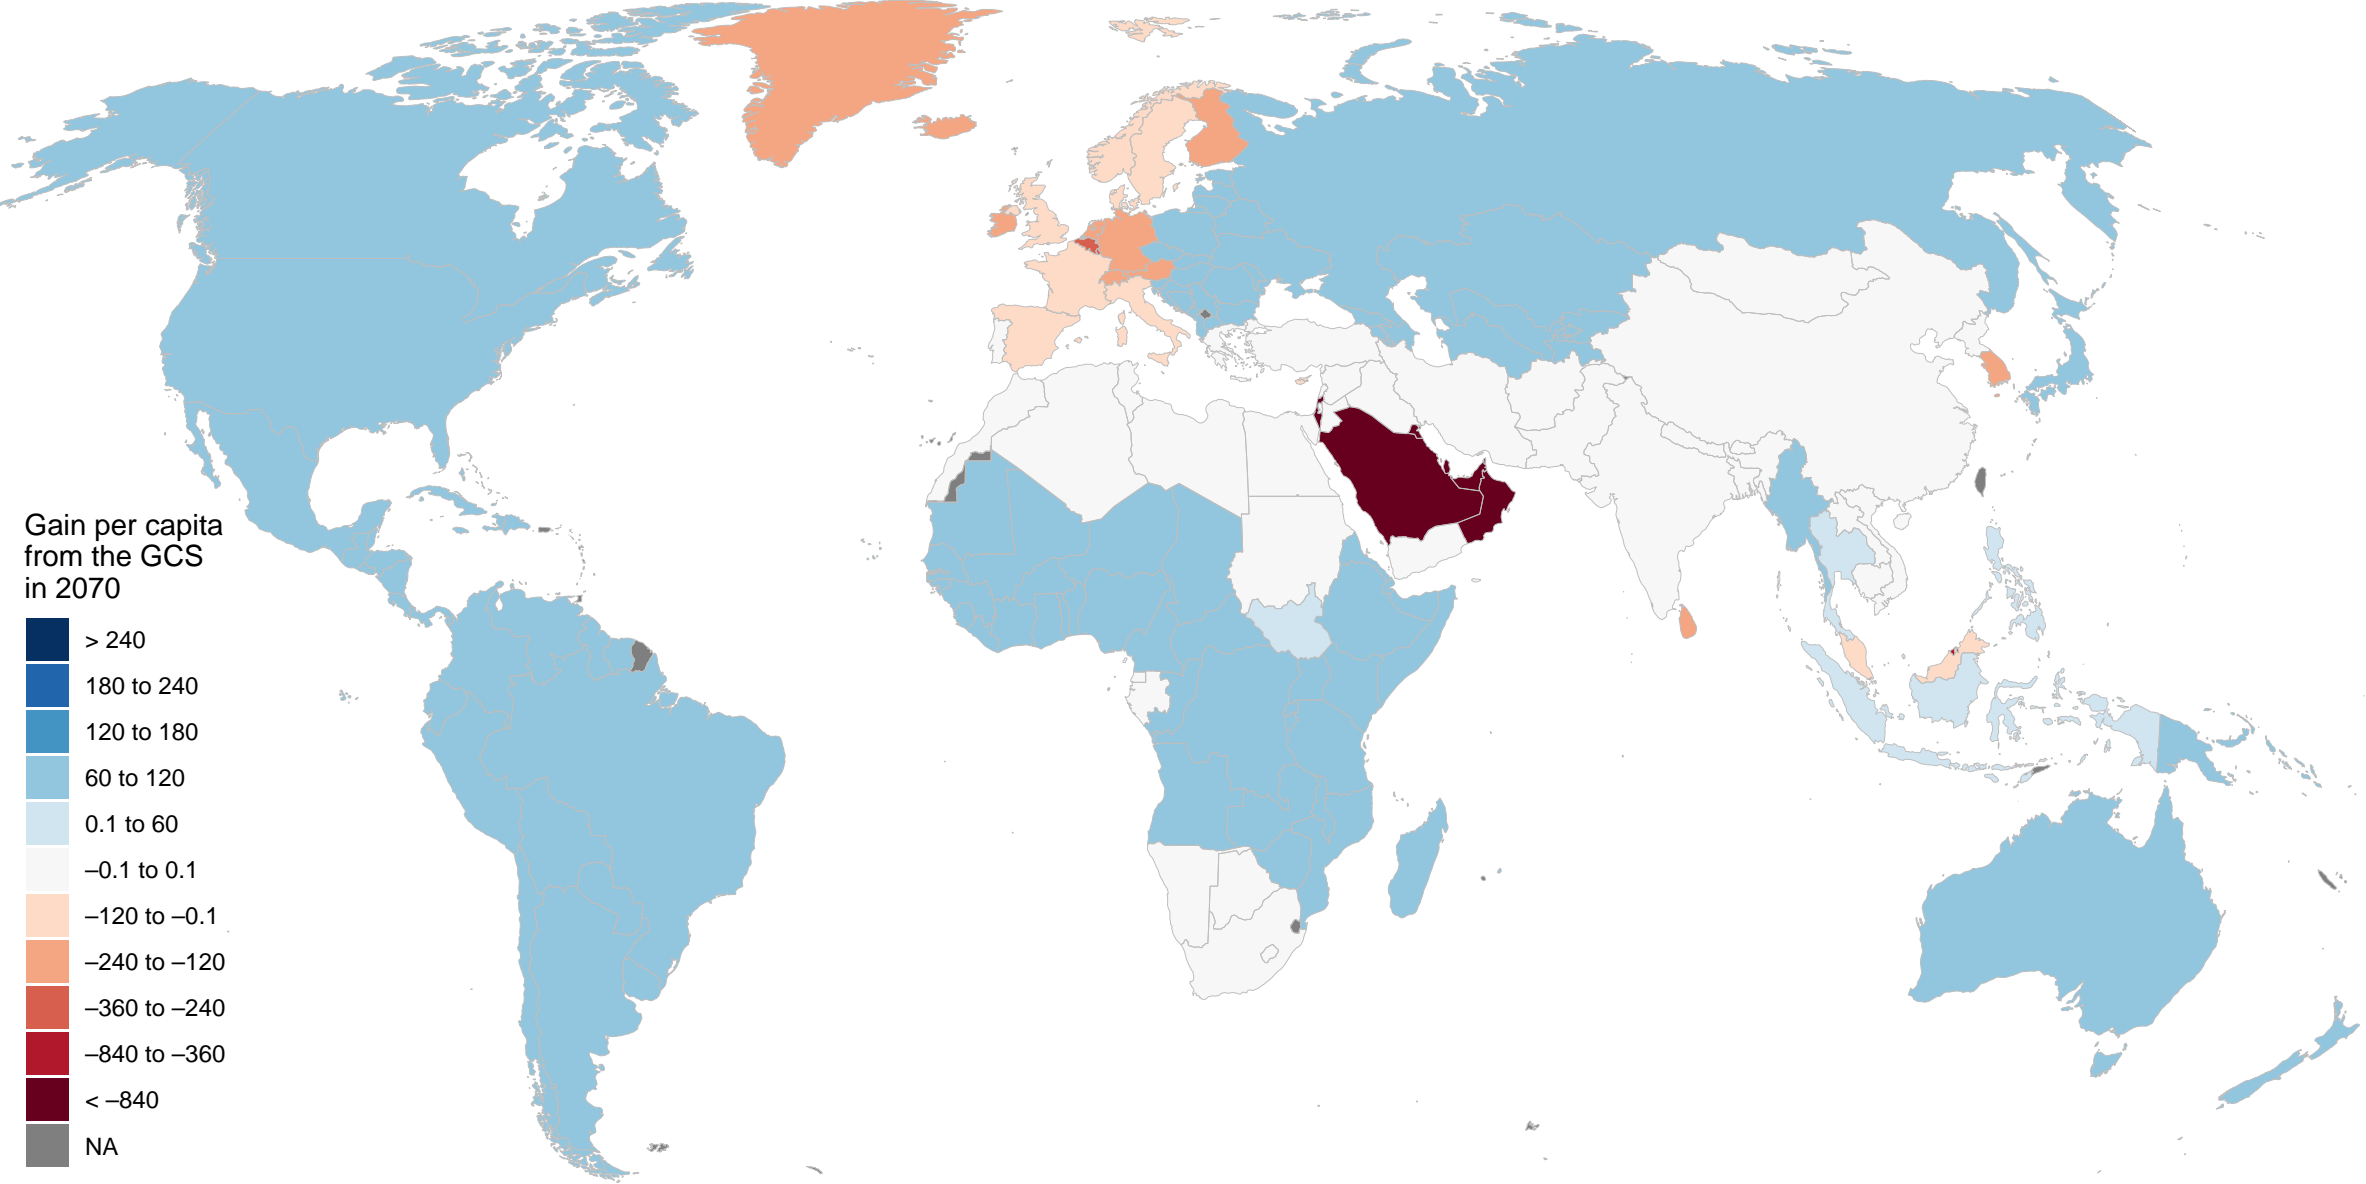 Gain per capita
from the GCS
in 2070
> 240
180 to 240
120 to 180
60 to 120
0.1 to 60
–0.1 to 0.1
–120 to –0.1
–240 to –120
–360 to –240
–840 to –360
< –840
NA